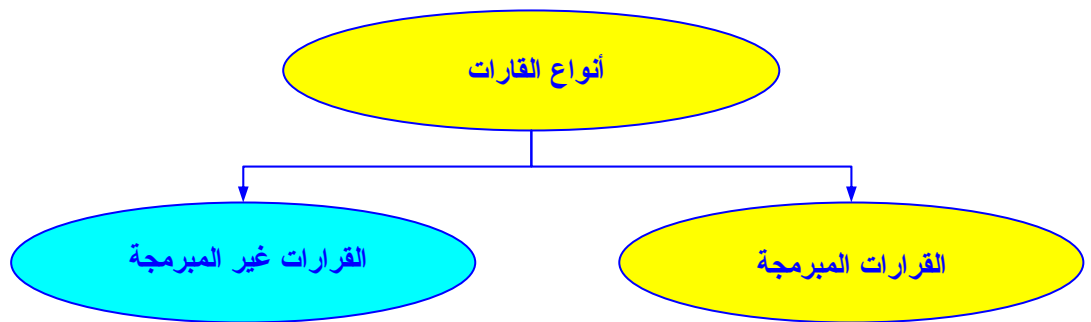 أنواع القارات
القرارات المبرمجة
القرارات غير المبرمجة